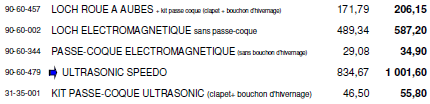 90-60-457 LOCH ROUE A AUBES + kit passe coque (clapet + bouchon d'hivernage) 171,79 206,15
90-60-002 LOCH ELECTROMAGNETIQUE sans passe-coque 489,34 587,20
90-60-344 PASSE-COQUE ELECTROMAGNETIQUE (sans bouchon d'hivernage) 29,08 34,90
90-60-479 ULTRASONIC SPEEDO 834,67 1 001,60
31-35-001 KIT PASSE-COQUE ULTRASONIC (clapet+ bouchon d'hivernage) 46,50 55,80